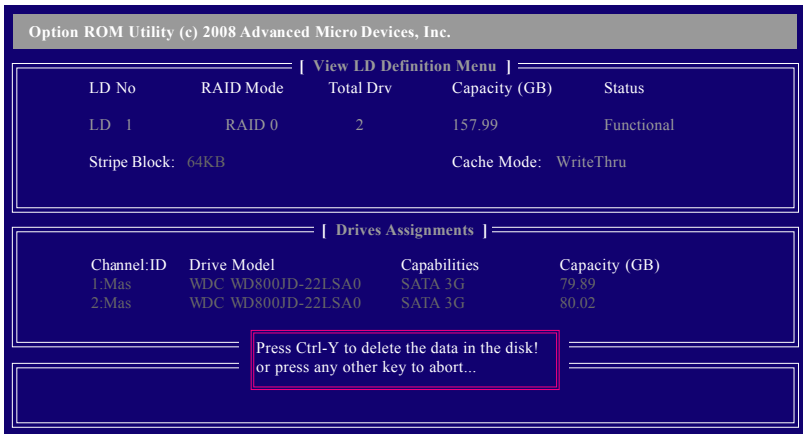 Option ROM Utility (c) 2008 Advanced Micro Devices, Inc.
[ View LD Definition Menu ]
LD No RAID Mode Total Drv Capacity (GB) Status
LD 1 RAID 0 2 157.99 Functional
Stripe Block: 64KB Cache Mode: WriteThru
[ Drives Assignments ]
Channel:ID Drive Model Capabilities Capacity (GB)
1:Mas WDC WD800JD-22LSA0 SATA 3G 79.89
2:Mas WDC WD800JD-22LSA0 SATA 3G 80.02
Press Ctrl-Y to delete the data in the disk!
or press any other key to abort...